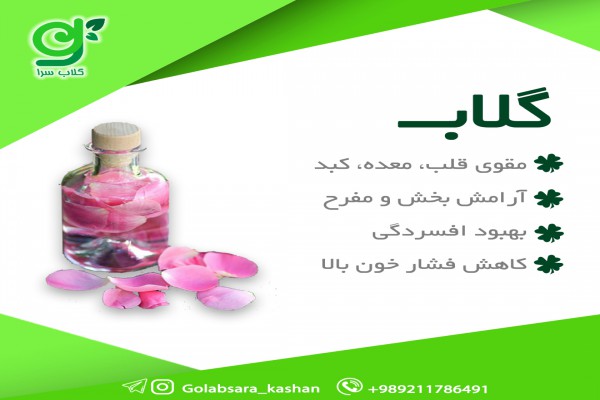 گلاب سرا
گلاب
مقوی قلب، معده، کبد
آرامش بخش و مفرح
بهبود افسردگی
کاهش فشار خون بالا
Golabsara_kashan
+989211786491